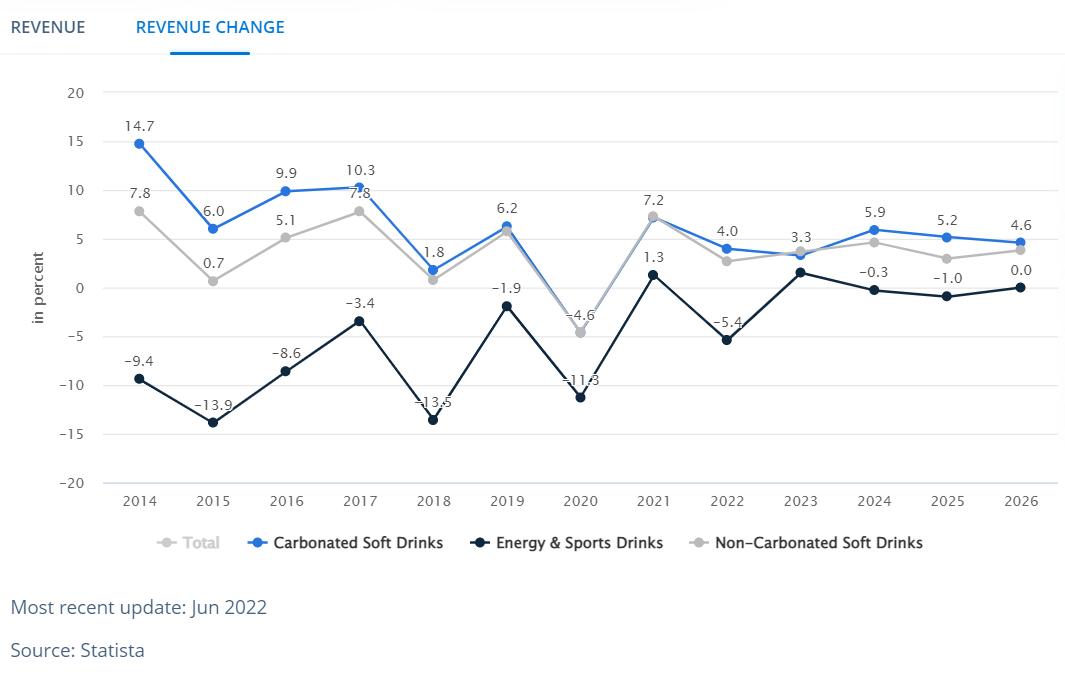 REVENUE REVENUE CHANGE
in percent
20
15
10
5
0
−5
−10
−15
−20
14.7 6.0 9.9 10.3 1.8 6.2 −4.6 7.2 4.0 3.3 5.9 5.2 4.6
7.8 0.7 5.1 7.8
−9.4 −13.9 −8.6 −3.4 −13.5 −1.9 −11.3 1.3 −5.4 −0.3 −1.0 0.0
2014 2015 2016 2017 2018 2019 2020 2021 2022 2023 2024 2025 2026
Total Carbonated Soft Drinks Energy & Sports Drinks Non−Carbonated Soft Drinks
Most recent update: Jun 2022
Source: Statista